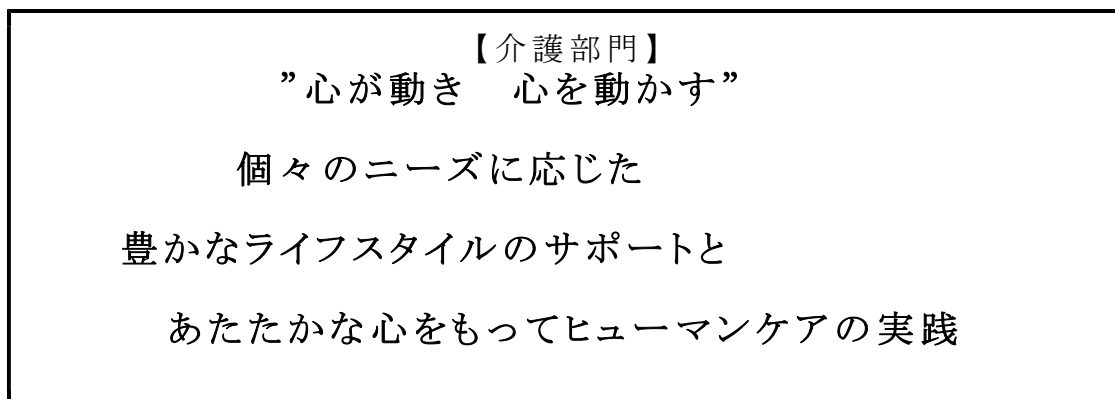 【介護部門】
”心が動き　心を動かす”
個々のニーズに応じた
豊かなライフスタイルのサポートと
あたたかな心をもってヒューマンケアの実践